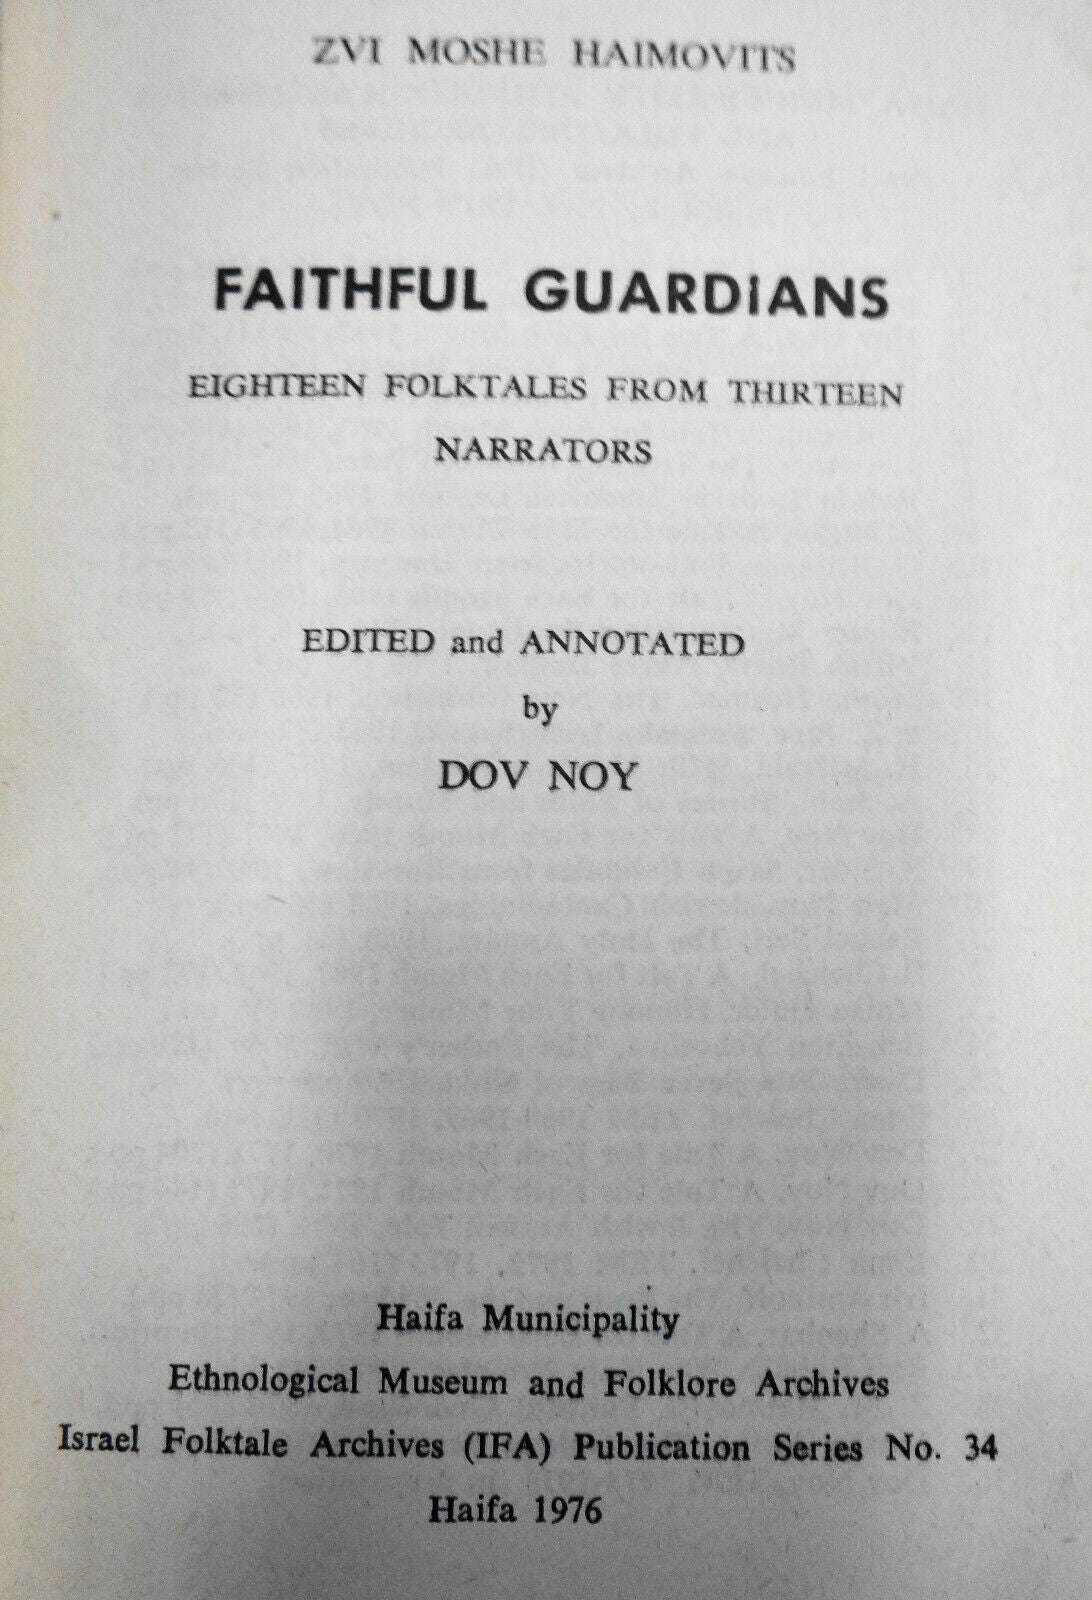 ZVI MOSHE HAIMOVITS
FAITHFUL GUARDIANS
EIGHTEEN FOLKTALES FROM THIRTEEN
NARRATORS
EDITED and ANNOTATED
by
DOV NOY
Haifa Municipality
Ethnological Museum and Folklore Archives
Israel Folktale Archives (IFA) Publication Series No. 34
Haifa 1976